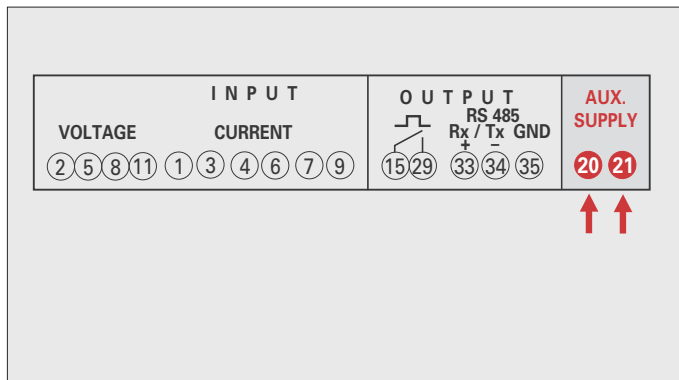 INPUT
VOLTAGE CURRENT
2 5 8 11 1 3 4 6 7 9
OUTPUT
RS 485
Rx / Tx GND
+ −
15 29 33 34 35
AUX.
SUPPLY
20 21